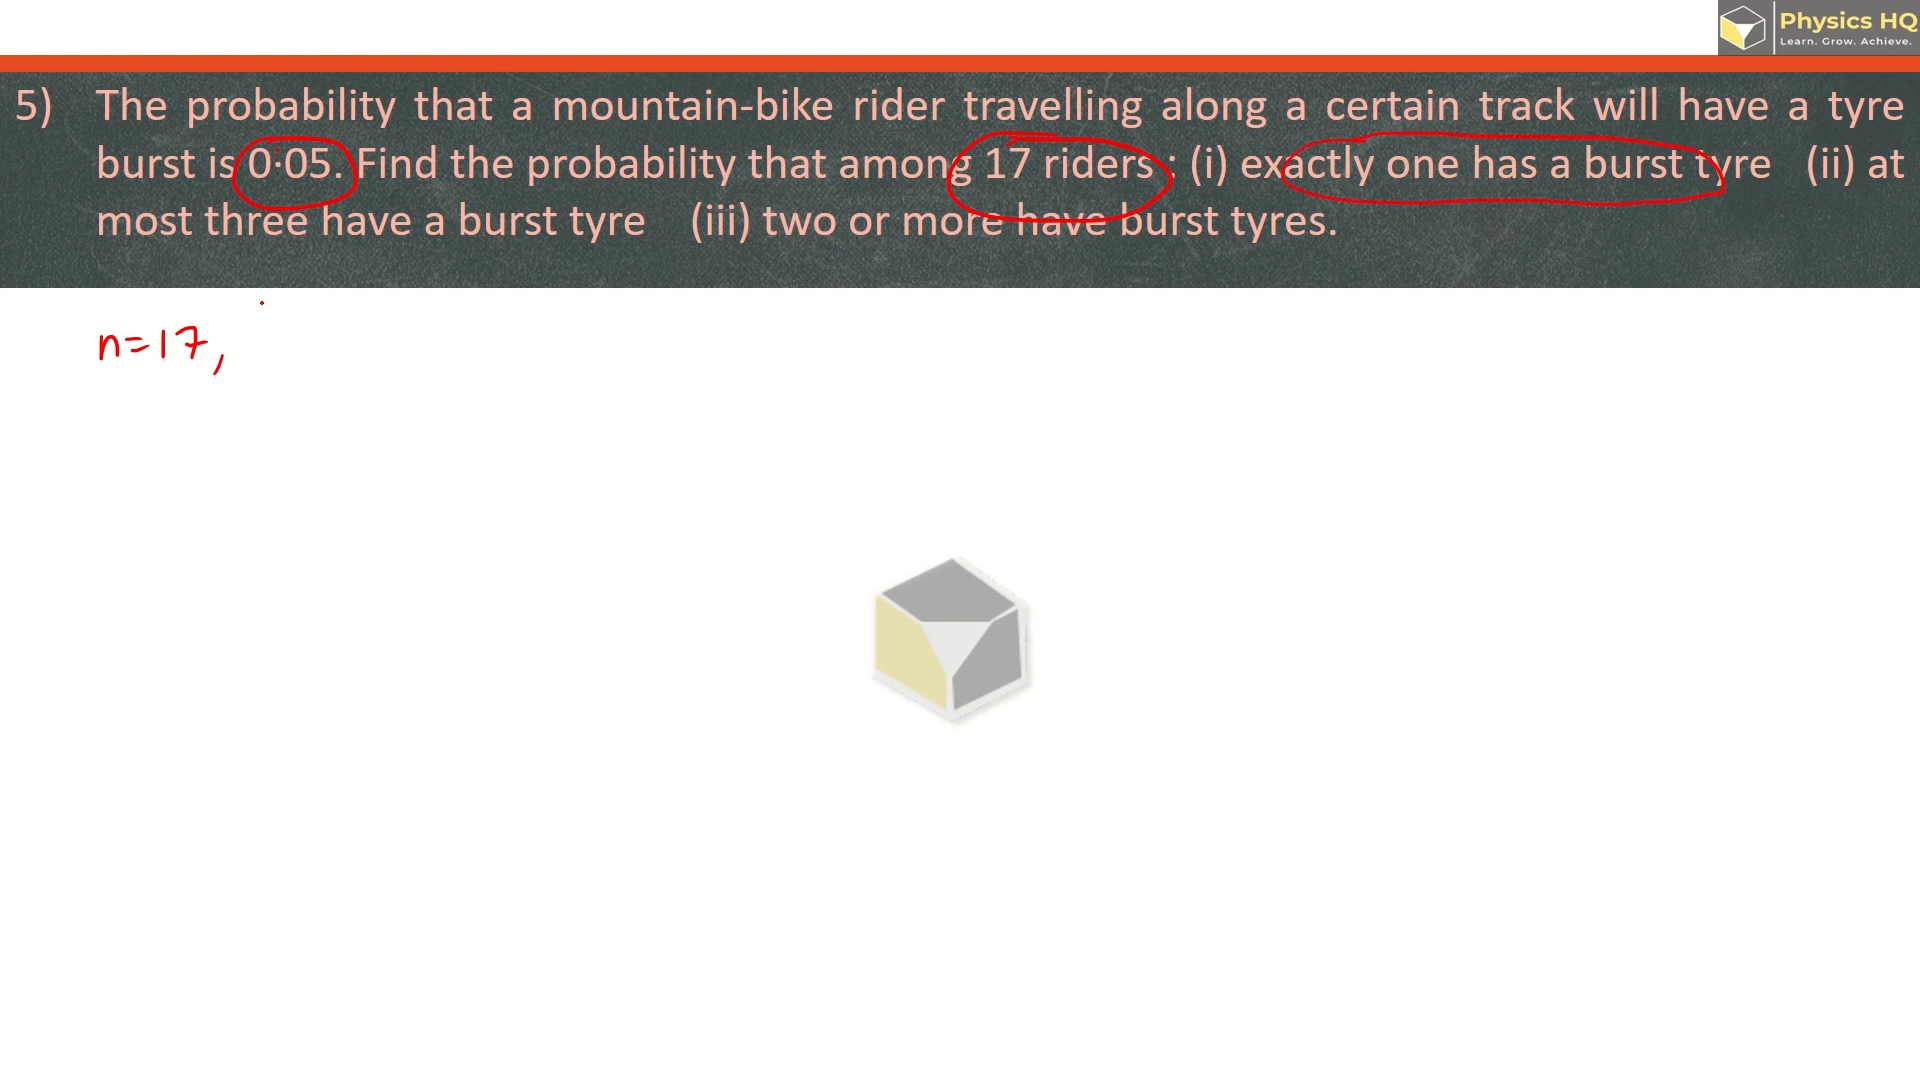 Physics HQ
Learn. Grow. Achieve.
5) The probability that a mountain-bike rider travelling along a certain track will have a tyre
burst is 0·05. Find the probability that among 17 riders : (i) exactly one has a burst tyre (ii) at
most three have a burst tyre (iii) two or more have burst tyres.
n=17,